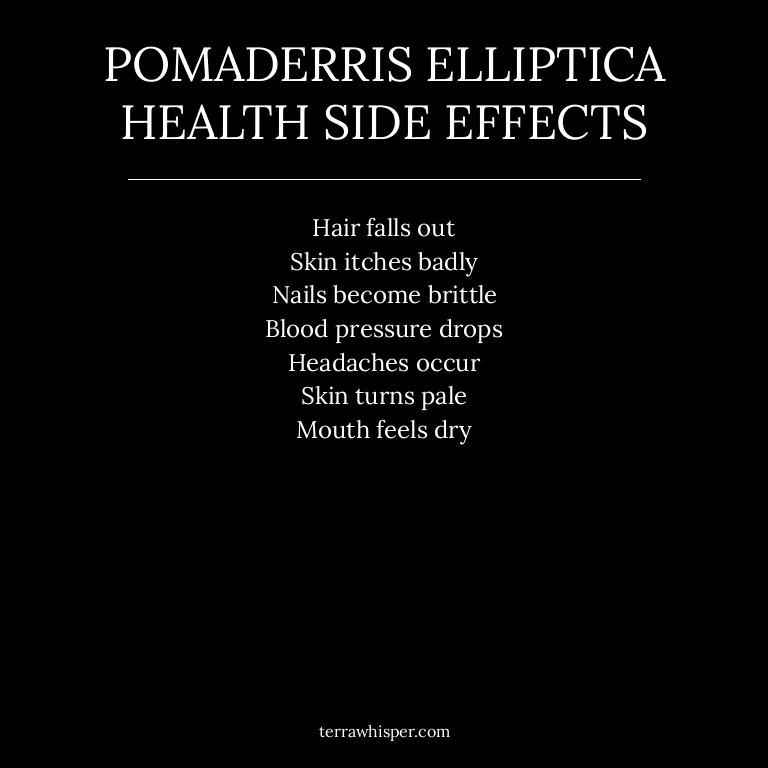 POMADERRIS ELLIPTICA
HEALTH SIDE EFFECTS
Hair falls out
Skin itches badly
Nails become brittle
Blood pressure drops
Headaches occur
Skin turns pale
Mouth feels dry
terrawhisper.com